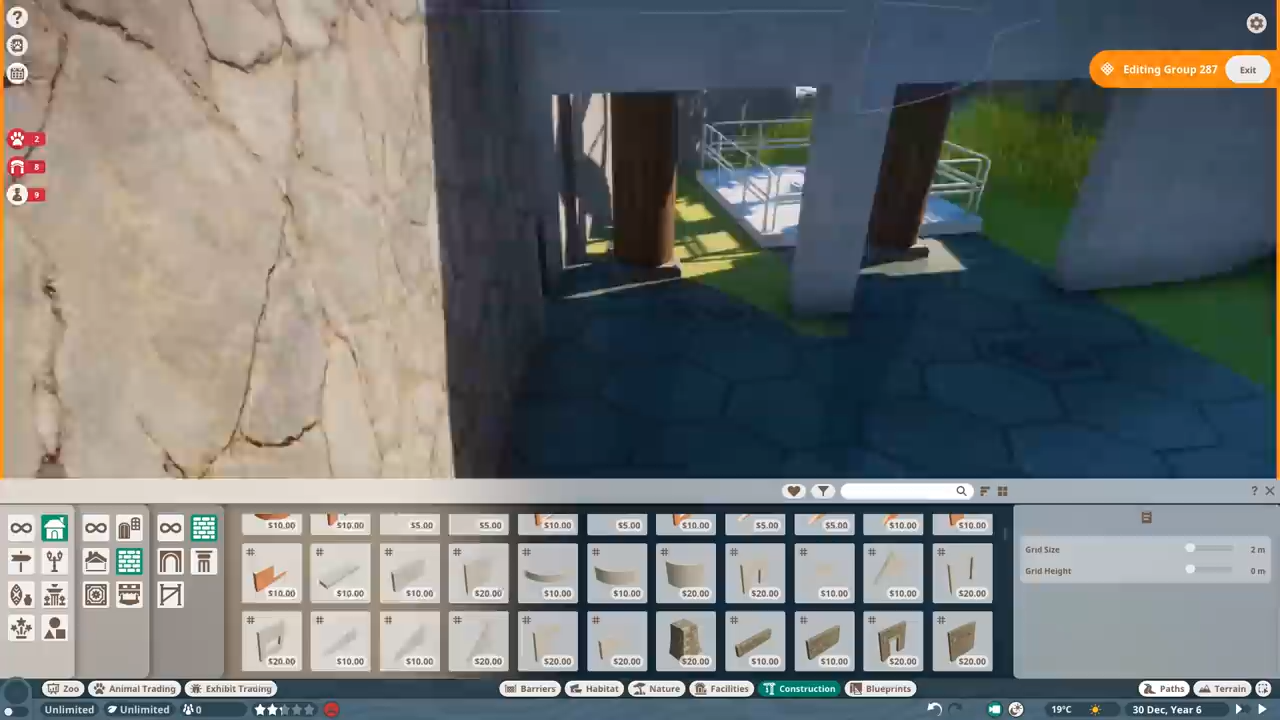 ?
Editing Group 287 Exit
2
8
9
? 
Grid Size 2 m
Grid Height 0 m
$10.00 $10.00 $5.00 $5.00 $10.00 $5.00 $10.00 $5.00 $5.00 $10.00 $10.00
$10.00 $10.00 $10.00 $20.00 $10.00 $10.00 $20.00 $20.00 $10.00 $10.00 $20.00
$20.00 $10.00 $10.00 $20.00 $20.00 $20.00 $20.00 $10.00 $10.00 $20.00 $20.00
Zoo Animal Trading Exhibit Trading Barriers Habitat Nature Facilities Construction Blueprints Paths Terrain
Unlimited Unlimited 0 19°C 30 Dec, Year 6